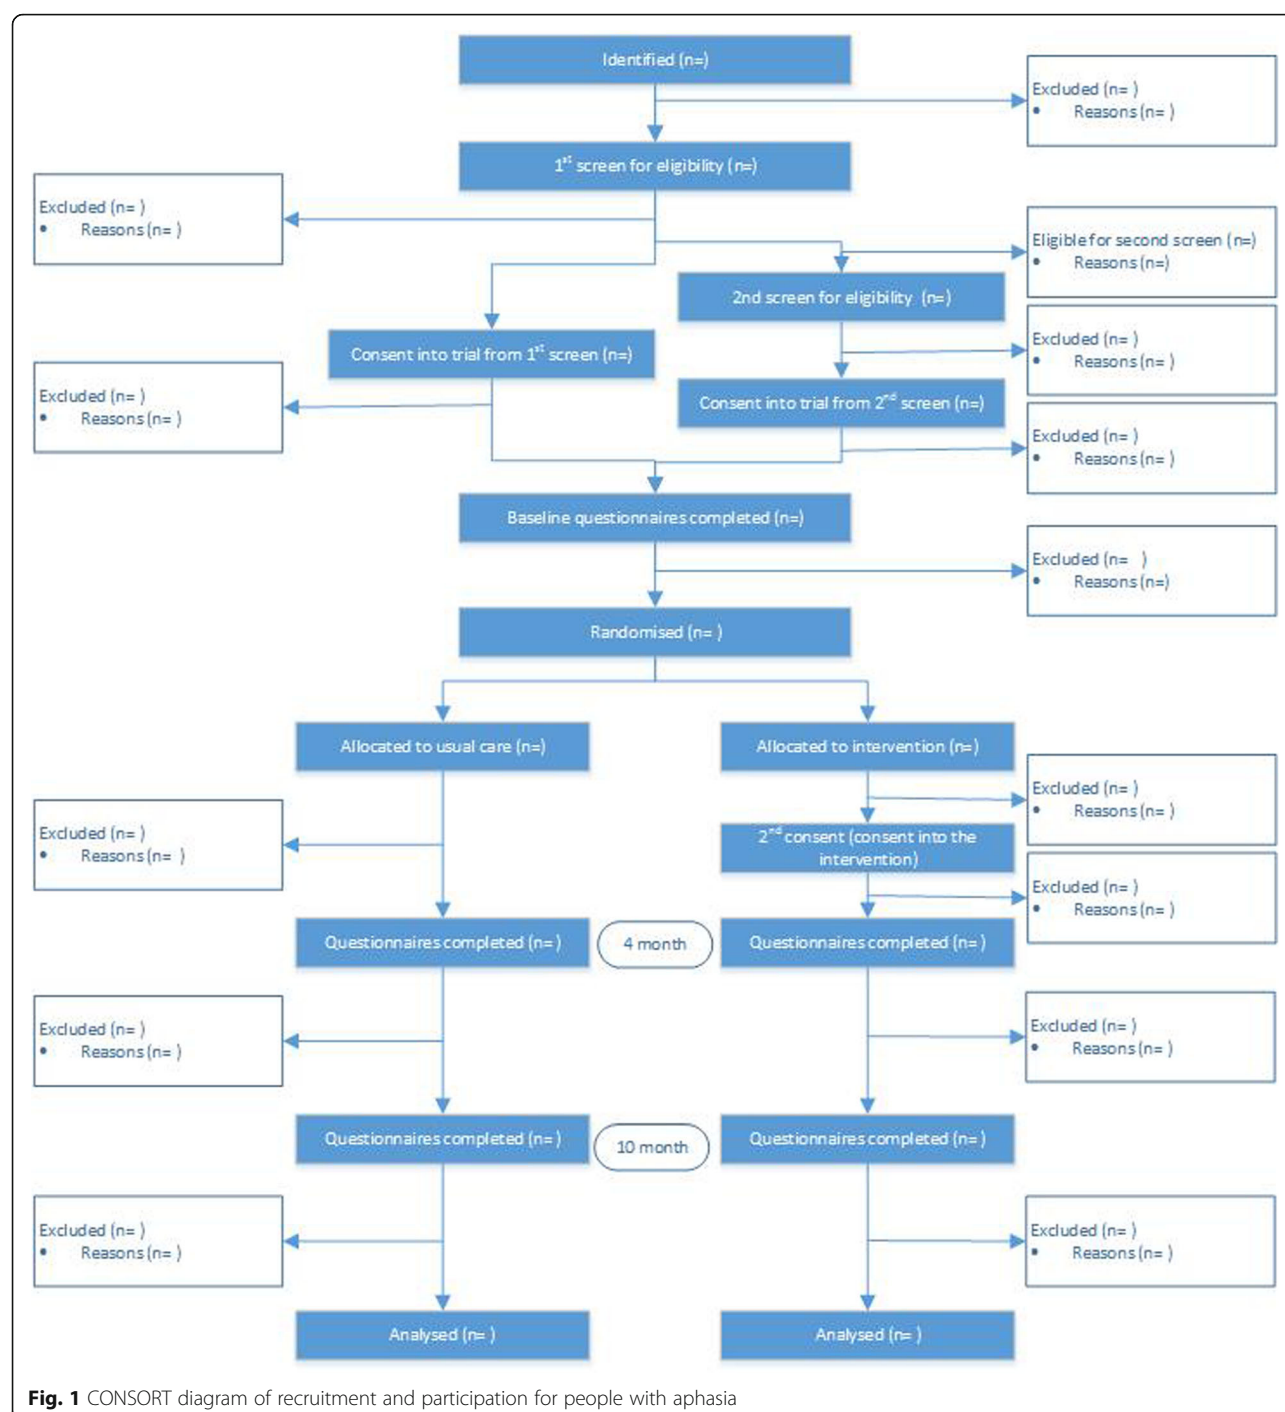 Identified (n=)
Excluded (n= )
• Reasons (n= )
1st screen for eligibility (n=)
Excluded (n= )
• Reasons (n= )
Eligible for second screen (n=)
• Reasons (n=)
2nd screen for eligibility (n=)
Excluded (n= )
• Reasons (n= )
Consent into trial from 1st screen (n=)
Excluded (n= )
• Reasons (n= )
Consent into trial from 2nd screen (n=)
Excluded (n= )
• Reasons (n= )
Baseline questionnaires completed (n=)
Excluded (n= )
• Reasons (n=)
Randomised (n= )
Allocated to usual care (n=)
Allocated to intervention (n=)
Excluded (n= )
• Reasons (n= )
Excluded (n= )
• Reasons (n= )
2nd consent (consent into the
intervention)
Excluded (n= )
• Reasons (n= )
Questionnaires completed (n= )
4 month
Questionnaires completed (n= )
Excluded (n= )
• Reasons (n= )
Excluded (n= )
• Reasons (n= )
Questionnaires completed (n= )
10 month
Questionnaires completed (n= )
Excluded (n= )
• Reasons (n= )
Excluded (n= )
• Reasons (n= )
Analysed (n= )
Analysed (n= )
Fig. 1 CONSORT diagram of recruitment and participation for people with aphasia